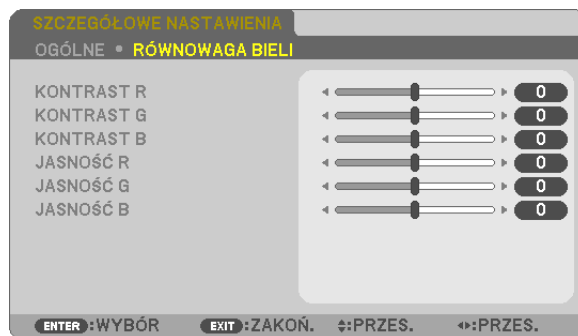 SZCZEGÓŁOWE NASTAWIENIA
OGÓLNE • RÓWNOWAGA BIELI
KONTRAST R 0
KONTRAST G 0
KONTRAST B 0
JASNOŚĆ R 0
JASNOŚĆ G 0
JASNOŚĆ B 0
ENTER :WYBÓR EXIT :ZAKOŃ. :PRZES. :PRZES.